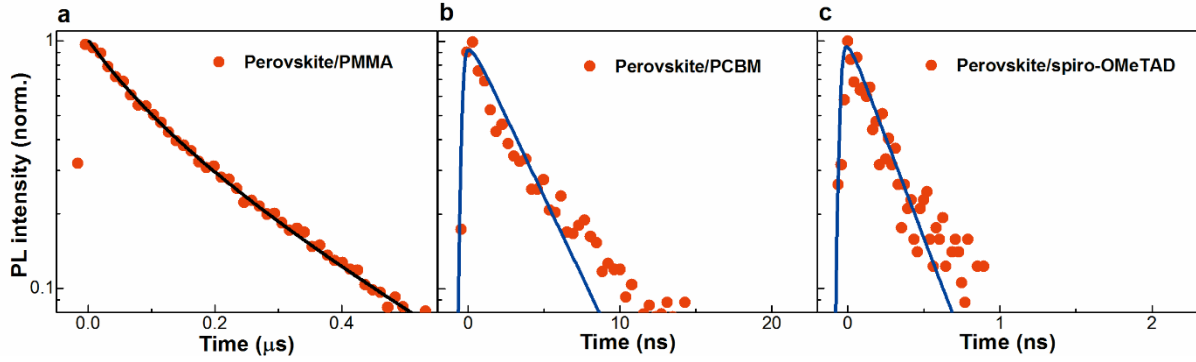 a
b
c
PL intensity (norm.)
1
0.1
Perovskite/PMMA
Perovskite/PCBM
Perovskite/spiro-OMeTAD
0.0 0.2 0.4
0 10 20
0 1 2
Time (μs)
Time (ns)
Time (ns)